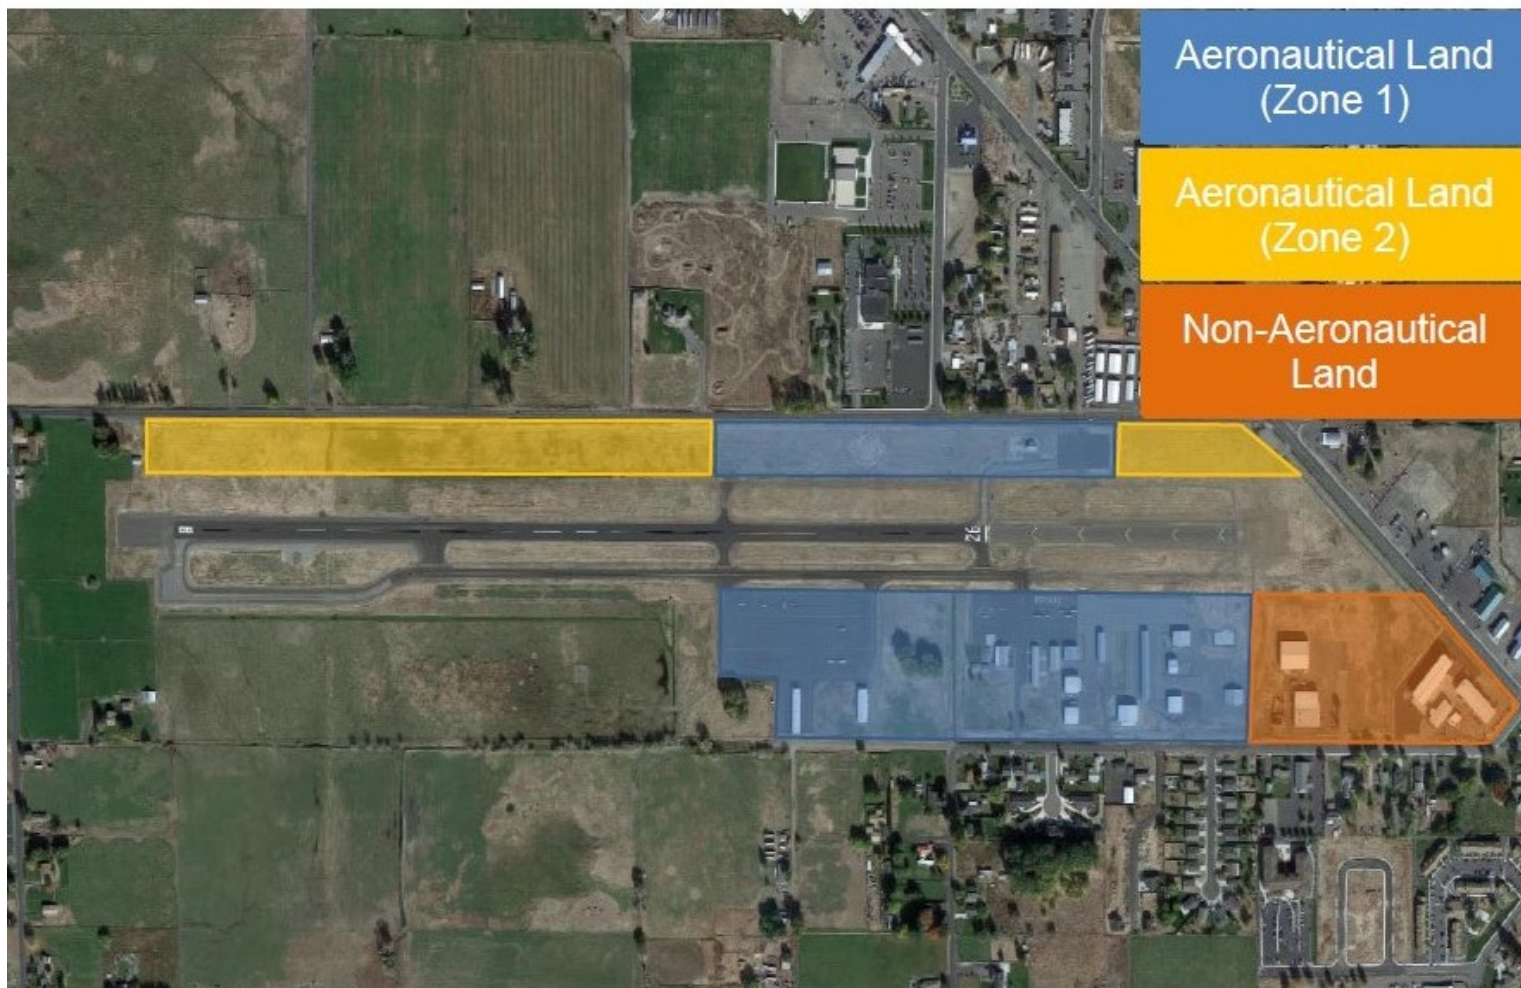 Aeronautical Land
(Zone 1)
Aeronautical Land
(Zone 2)
Non-Aeronautical
Land
26